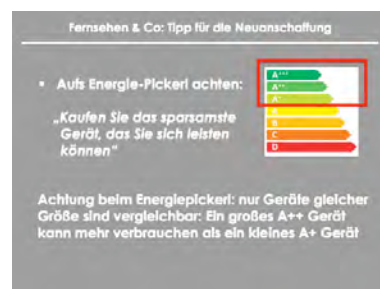 Fernsehen & Co: Tipp für die Neuanschaffung
• Aufs Energie-Pickerl achten:
„Kaufen Sie das sparsamste
Gerät, das Sie sich leisten
können“
A+++
A++
A+
A
B
C
D
Achtung beim Energiepickerl: nur Geräte gleicher
Größe sind vergleichbar: Ein großes A++ Gerät
kann mehr verbrauchen als ein kleines A+ Gerät